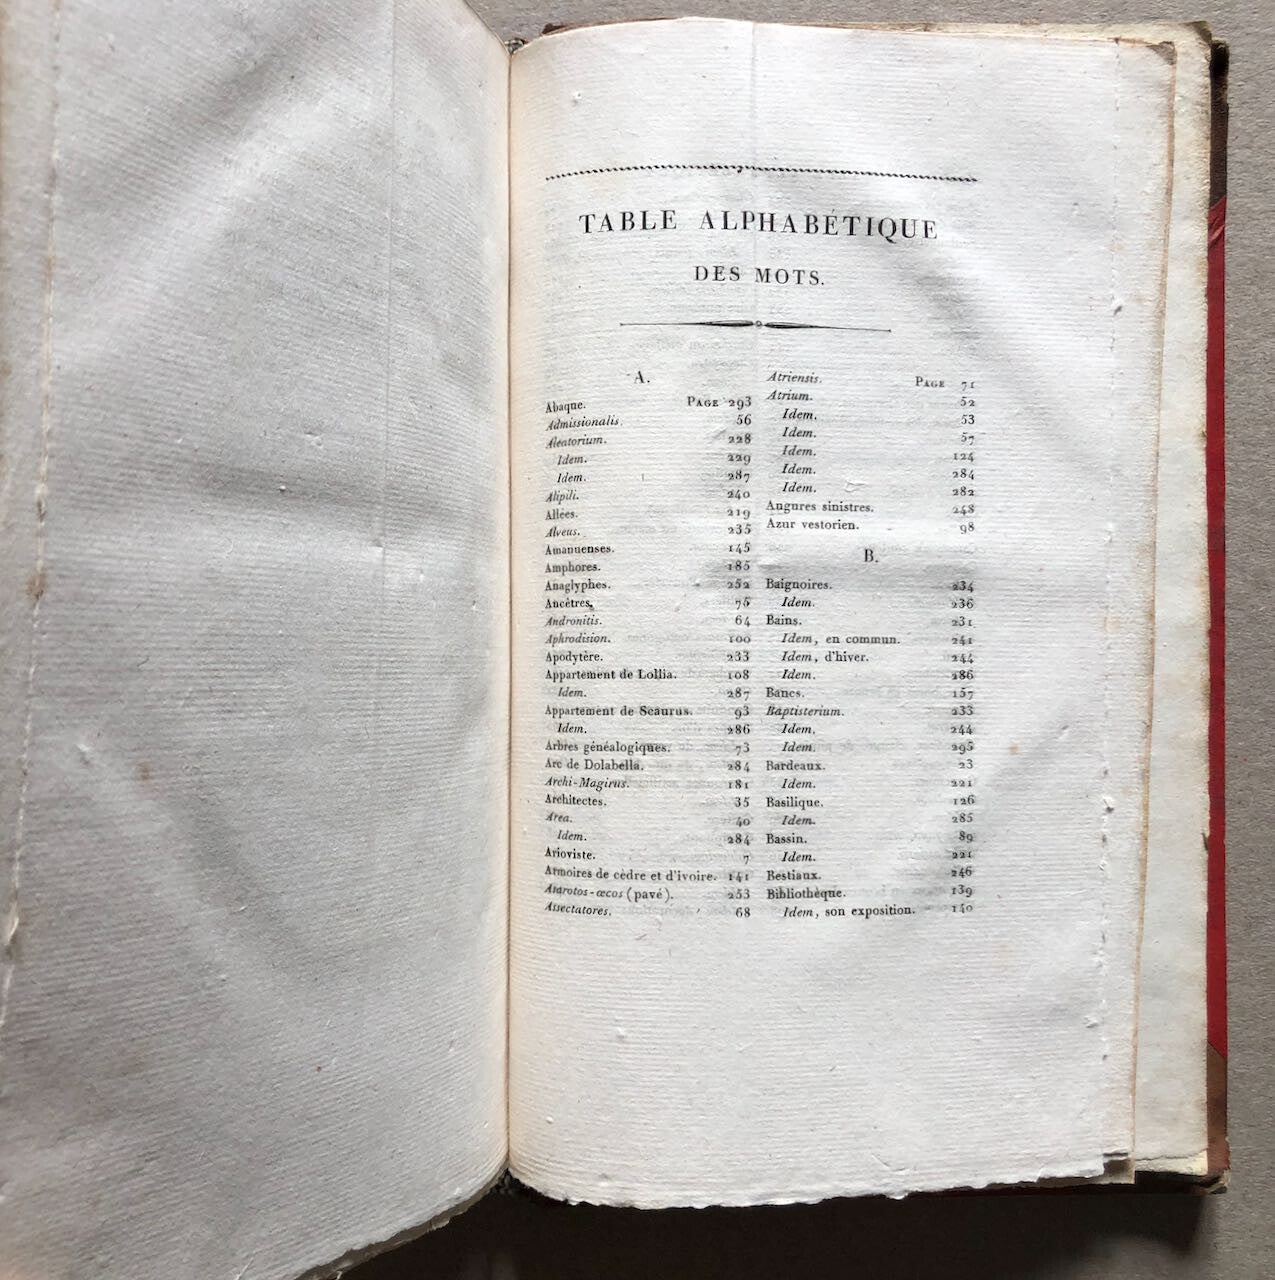 TABLE ALPHABÉTIQUE
DES MOTS.
A.
Abaque. PAGE 293
Admissionalis. 56
Aleatorium. 228
Idem. 229
Idem. 287
Alipili. 240
Allées. 219
Alveus. 235
Amanuenses. 145
Amphores. 185
Anaglyphes. 252
Ancêtres. 75
Andronitis. 64
Aphrodision. 100
Apodytère. 233
Appartement de Lollia. 108
Idem. 287
Appartement de Scaurus. 93
Idem. 286
Arbres généalogiques. 73
Arc de Dolabella. 284
Archi-Magirus. 181
Architectes. 35
Area. 40
Idem. 284
Arioviste. 7
Armoires de cèdre et d'ivoire. 141
Asarotos-œcos (pavé). 253
Assectatores. 68
Atriensis. PAGE 71
Atrium. 52
Idem. 53
Idem. 57
Idem. 124
Idem. 284
Idem. 282
Augures sinistres. 248
Azur vestorien. 98
B.
Baignoires. 234
Idem. 236
Bains. 231
Idem, en commun. 241
Idem, d'hiver. 244
Idem. 286
Bancs. 157
Baptisterium. 233
Idem. 244
Idem. 295
Bardeaux. 23
Idem. 221
Basilique. 126
Idem. 285
Bassin. 89
Idem. 221
Bestiaux. 246
Bibliothèque. 139
Idem, son exposition. 140